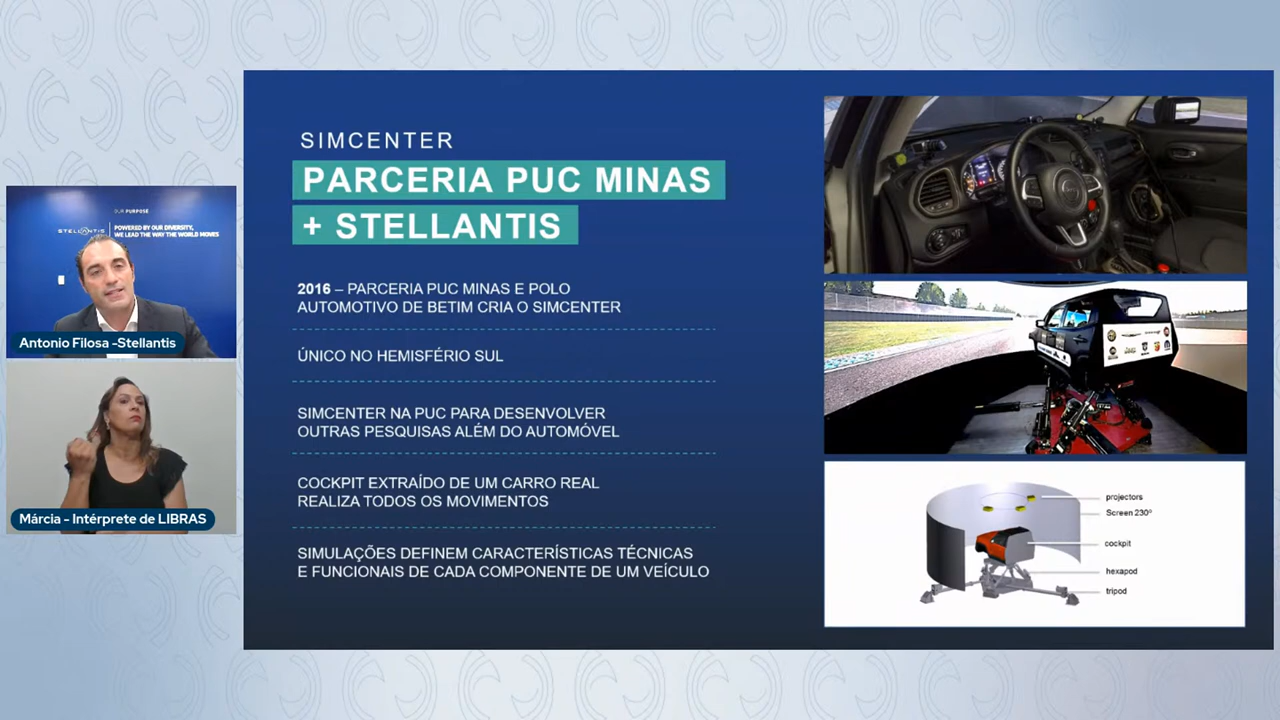 OUR PURPOSE
STELLANTIS
POWERED BY OUR DIVERSITY,
WE LEAD THE WAY THE WORLD MOVES
Antonio Filosa -Stellantis
Márcia - Intérprete de LIBRAS
SIMCENTER
PARCERIA PUC MINAS
+ STELLANTIS
2016 – PARCERIA PUC MINAS E POLO
AUTOMOTIVO DE BETIM CRIA O SIMCENTER
ÚNICO NO HEMISFÉRIO SUL
SIMCENTER NA PUC PARA DESENVOLVER
OUTRAS PESQUISAS ALÉM DO AUTOMÓVEL
COCKPIT EXTRAÍDO DE UM CARRO REAL
REALIZA TODOS OS MOVIMENTOS
SIMULAÇÕES DEFINEM CARACTERÍSTICAS TÉCNICAS
E FUNCIONAIS DE CADA COMPONENTE DE UM VEÍCULO
projectors
Screen 230º
cockpit
hexapod
tripod